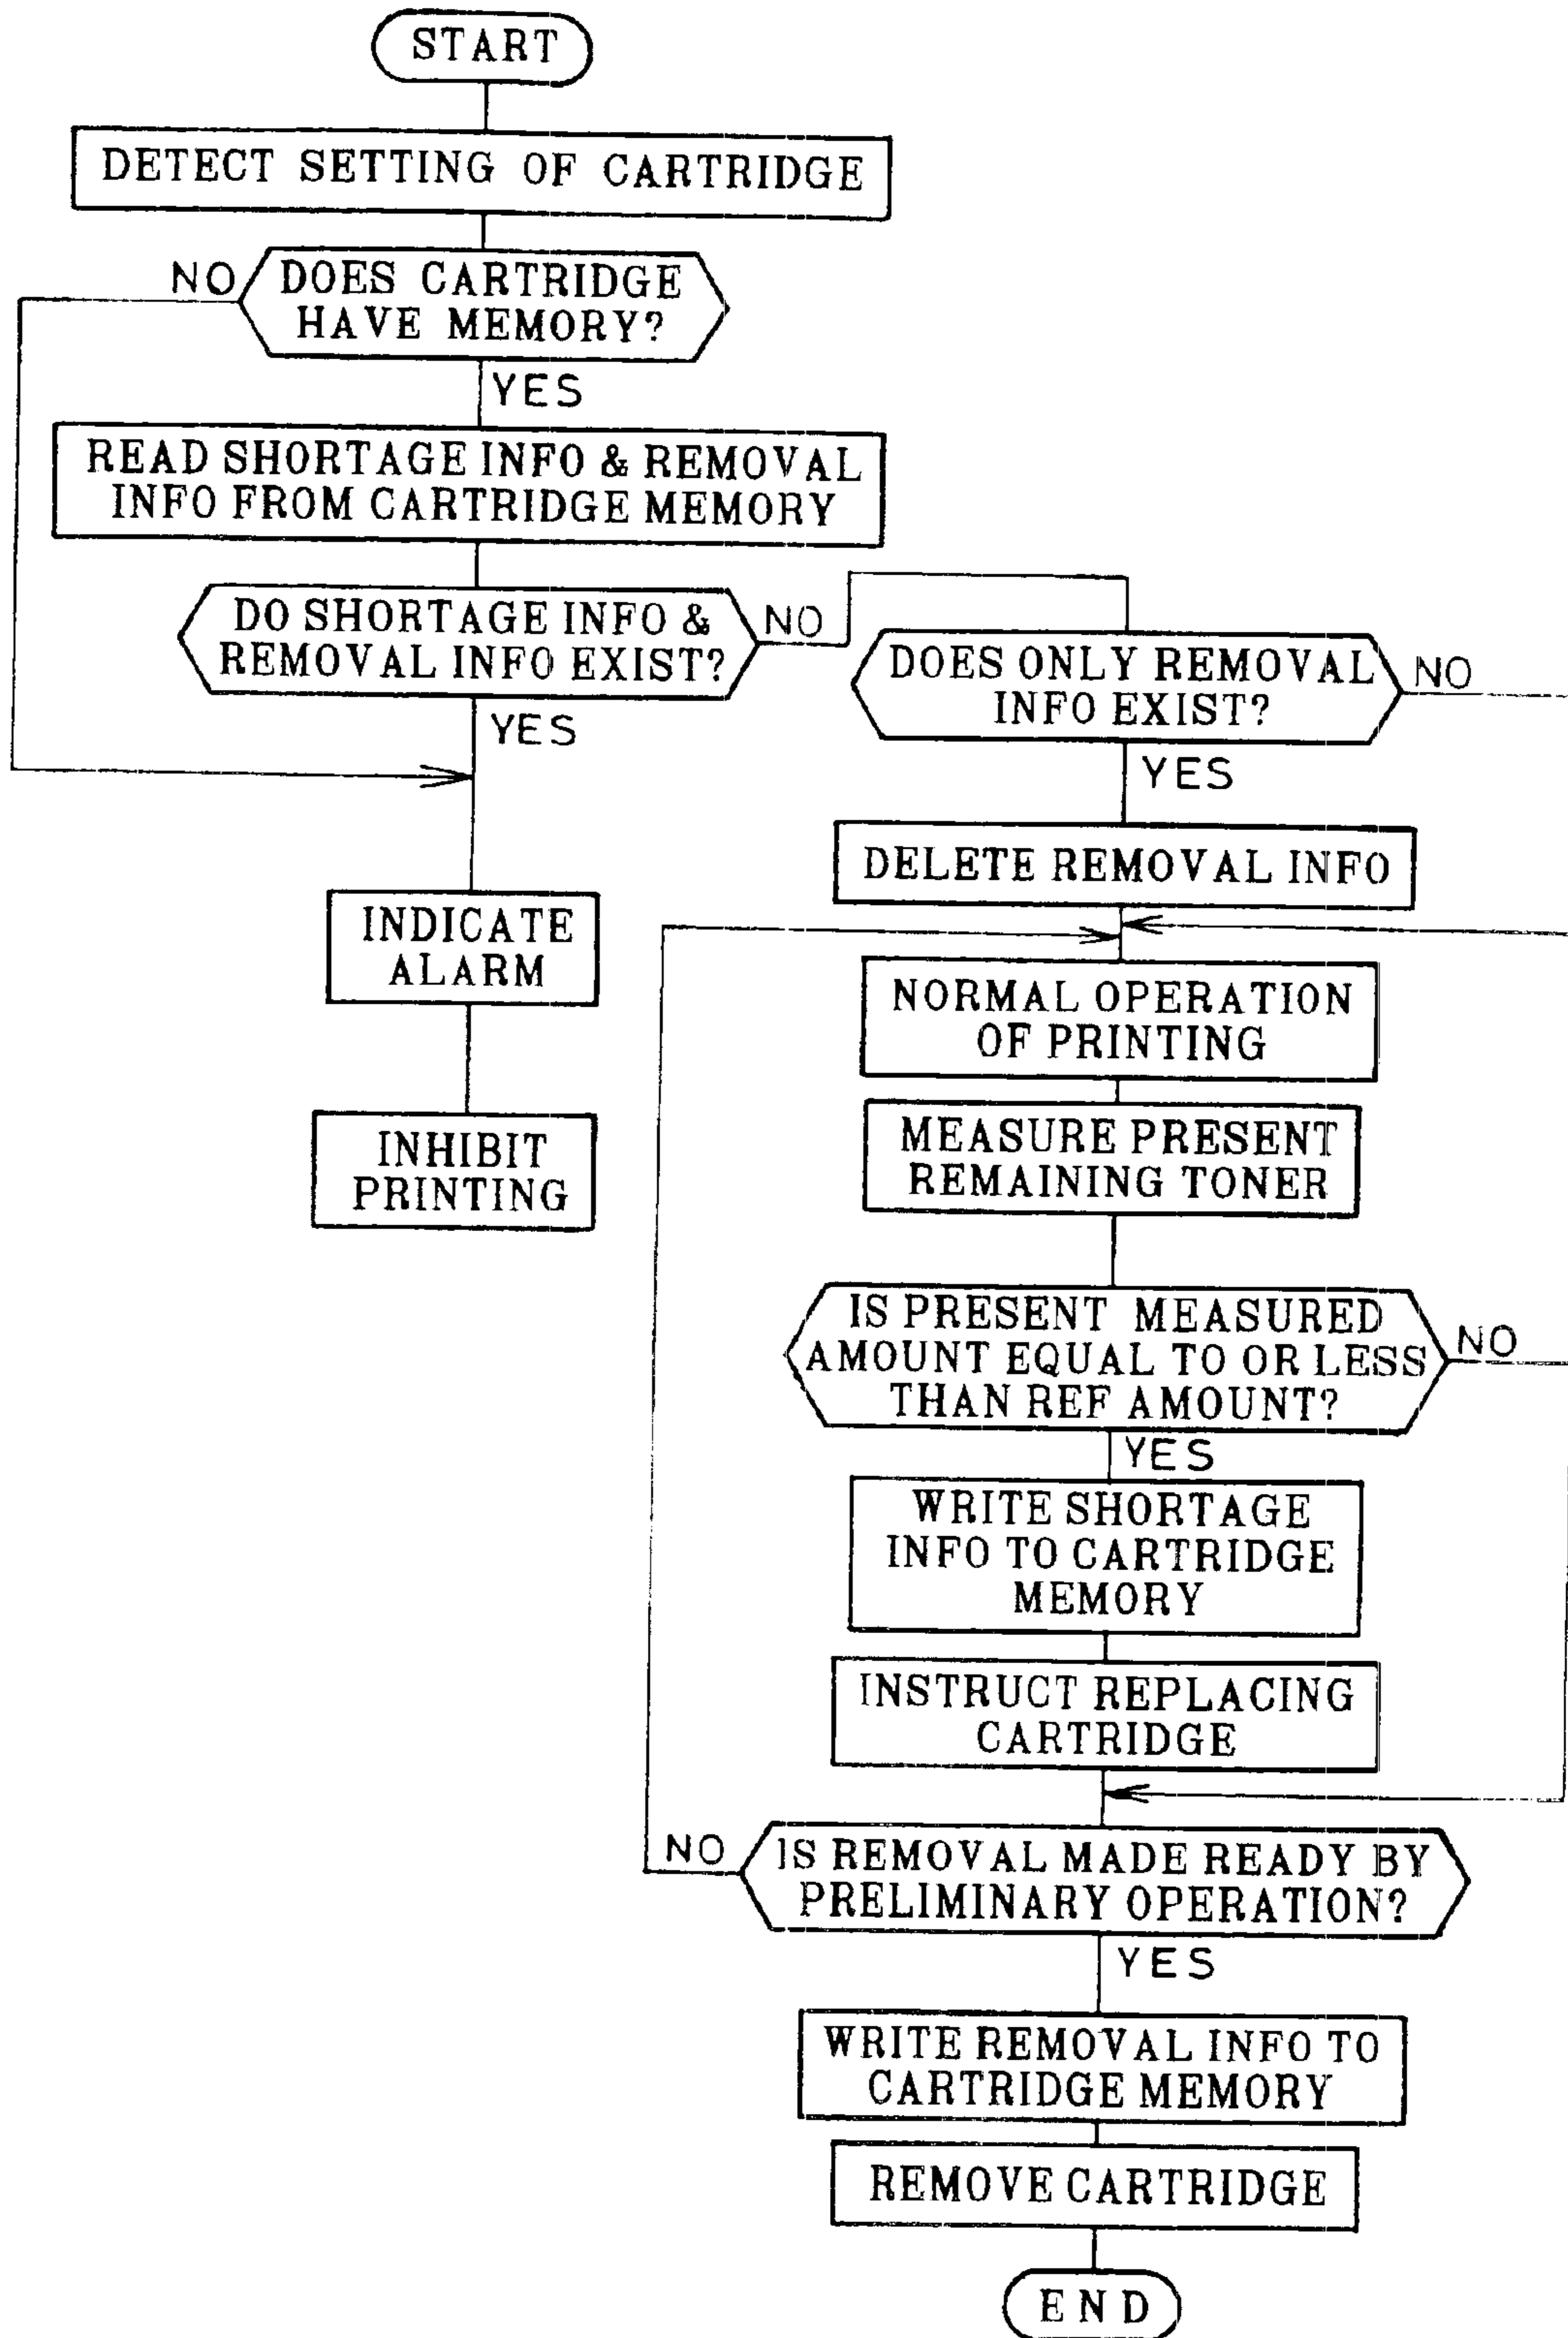 START
DETECT SETTING OF CARTRIDGE
NO
DOES CARTRIDGE
HAVE MEMORY?
YES
READ SHORTAGE INFO & REMOVAL
INFO FROM CARTRIDGE MEMORY
DO SHORTAGE INFO &
REMOVAL INFO EXIST?
NO
YES
DOES ONLY REMOVAL
INFO EXIST?
NO
YES
INDICATE
ALARM
INHIBIT
PRINTING
DELETE REMOVAL INFO
NORMAL OPERATION
OF PRINTING
MEASURE PRESENT
REMAINING TONER
IS PRESENT MEASURED
AMOUNT EQUAL TO OR LESS
THAN REF AMOUNT?
NO
YES
WRITE SHORTAGE
INFO TO CARTRIDGE
MEMORY
INSTRUCT REPLACING
CARTRIDGE
NO
IS REMOVAL MADE READY BY
PRELIMINARY OPERATION?
YES
WRITE REMOVAL INFO TO
CARTRIDGE MEMORY
REMOVE CARTRIDGE
END